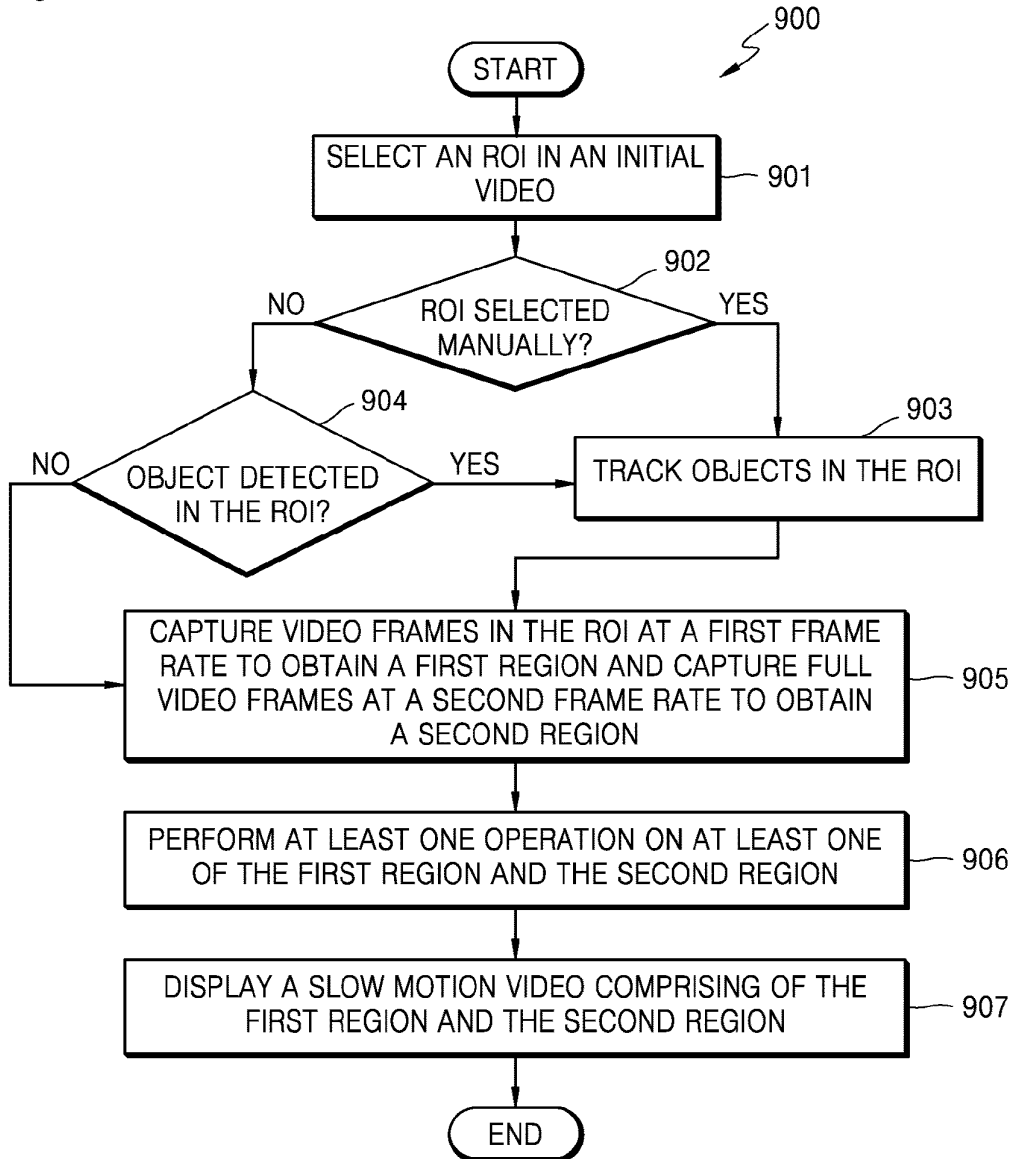 900
START
SELECT AN ROI IN AN INITIAL
VIDEO
901
902
NO
ROI SELECTED
MANUALLY?
YES
904
903
NO
OBJECT DETECTED
IN THE ROI?
YES
TRACK OBJECTS IN THE ROI
CAPTURE VIDEO FRAMES IN THE ROI AT A FIRST FRAME
RATE TO OBTAIN A FIRST REGION AND CAPTURE FULL
VIDEO FRAMES AT A SECOND FRAME RATE TO OBTAIN
A SECOND REGION
905
PERFORM AT LEAST ONE OPERATION ON AT LEAST ONE
OF THE FIRST REGION AND THE SECOND REGION
906
DISPLAY A SLOW MOTION VIDEO COMPRISING OF THE
FIRST REGION AND THE SECOND REGION
907
END